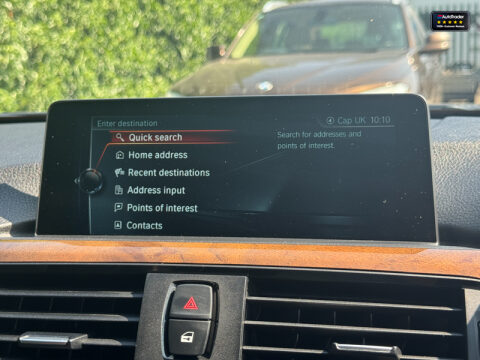 AutoTrader
Enter destination
Cap UK 10:10
Quick search
Search for addresses and
points of interest.
Home address
Recent destinations
Address input
Points of interest
Contacts